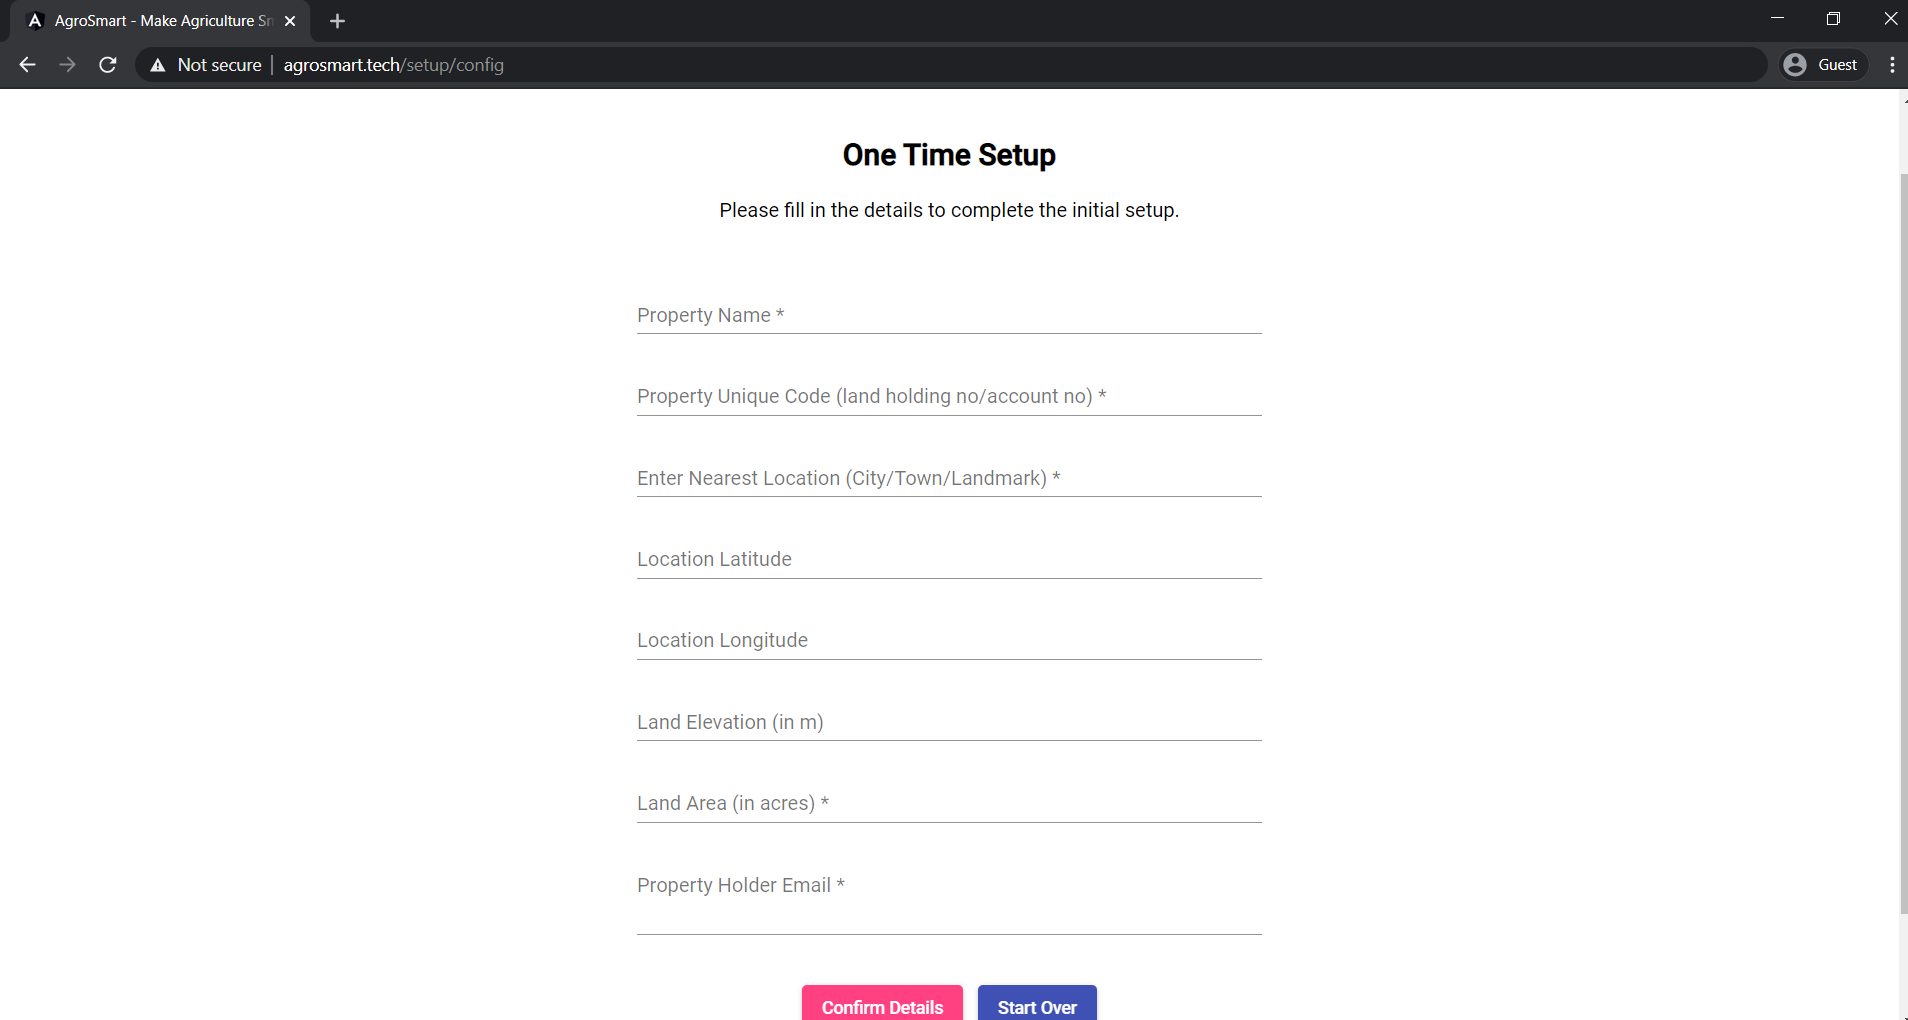 AgroSmart - Make Agriculture Sm
Not secure | agrosmart.tech/setup/config
Guest
One Time Setup
Please fill in the details to complete the initial setup.
Property Name *
Property Unique Code (land holding no/account no) *
Enter Nearest Location (City/Town/Landmark) *
Location Latitude
Location Longitude
Land Elevation (in m)
Land Area (in acres) *
Property Holder Email *
Confirm Details Start Over